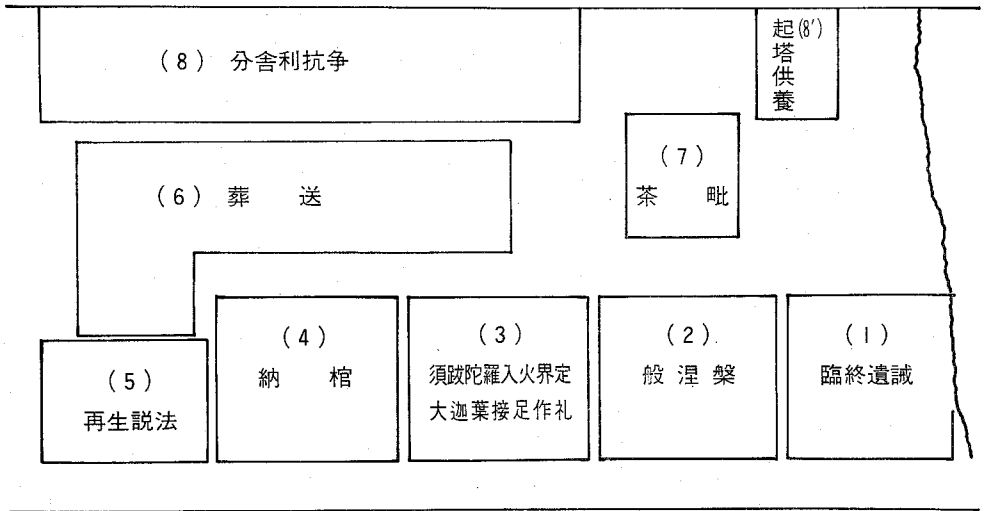 (8) 分舎利抗争
起塔供養(8')
(6) 葬 送
(7)
茶 毗
(5)
再生説法
(4)
納 棺
(3)
須跋陀羅入火界定
大迦葉接足作礼
(2)
般涅槃
(1)
臨終遺誡